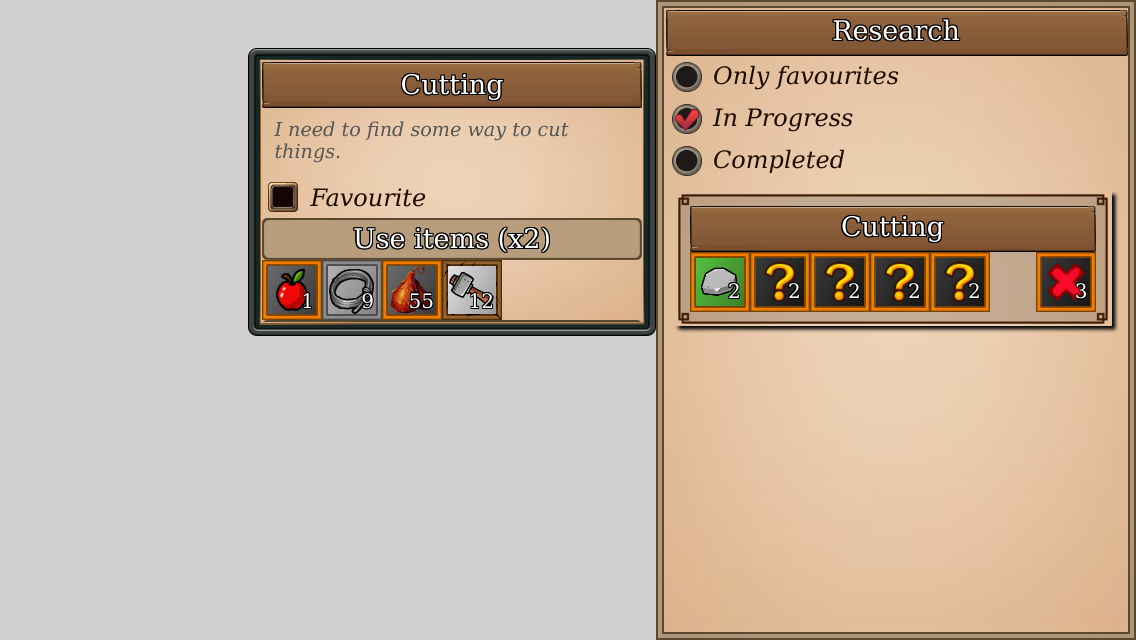 Cutting
I need to find some way to cut
things.
Favourite
Use items (x2)
1 9 55 12
Research
Only favourites
In Progress
Completed
Cutting
2 ?2 ?2 ?2 ?2 3